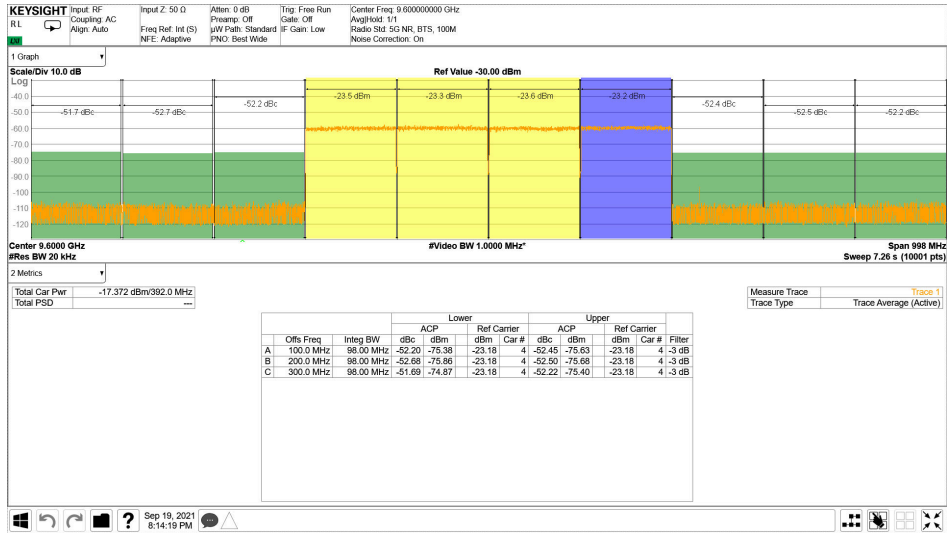 KEYSIGHT Input: RF Input Z: 50 Ω Atten: 0 dB Trig: Free Run Center Freq: 9.600000000 GHz
RL Coupling: AC Preamp: Off Gate: Off Avg|Hold: 1/1
Align: Auto Freq Ref: Int (S) µW Path: Standard IF Gain: Low Radio Std: 5G NR, BTS, 100M
NFE: Adaptive PNO: Best Wide Noise Correction: On
1 Graph
Scale/Div 10.0 dB Ref Value -30.00 dBm
Log
-40.0
-50.0
-60.0
-70.0
-80.0
-90.0
-100
-110
-120
-51.7 dBc -52.7 dBc -52.2 dBc -23.5 dBm -23.3 dBm -23.6 dBm -23.2 dBm -52.4 dBc -52.5 dBc -52.2 dBc
Center 9.6000 GHz #Video BW 1.0000 MHz* Span 998 MHz
#Res BW 20 kHz Sweep 7.26 s (10001 pts)
2 Metrics
Total Car Pwr -17.372 dBm/392.0 MHz
Total PSD ---
Measure Trace Trace 1
Trace Type Trace Average (Active)
Lower Upper
ACP Ref Carrier ACP Ref Carrier
Offs Freq Integ BW dBc dBm dBm Car # dBc dBm dBm Car # Filter
A 100.0 MHz 98.00 MHz -52.20 -75.38 -23.18 4 -52.45 -75.63 -23.18 4 -3 dB
B 200.0 MHz 98.00 MHz -52.68 -75.86 -23.18 4 -52.50 -75.68 -23.18 4 -3 dB
C 300.0 MHz 98.00 MHz -51.69 -74.87 -23.18 4 -52.22 -75.40 -23.18 4 -3 dB
? Sep 19, 2021
8:14:19 PM